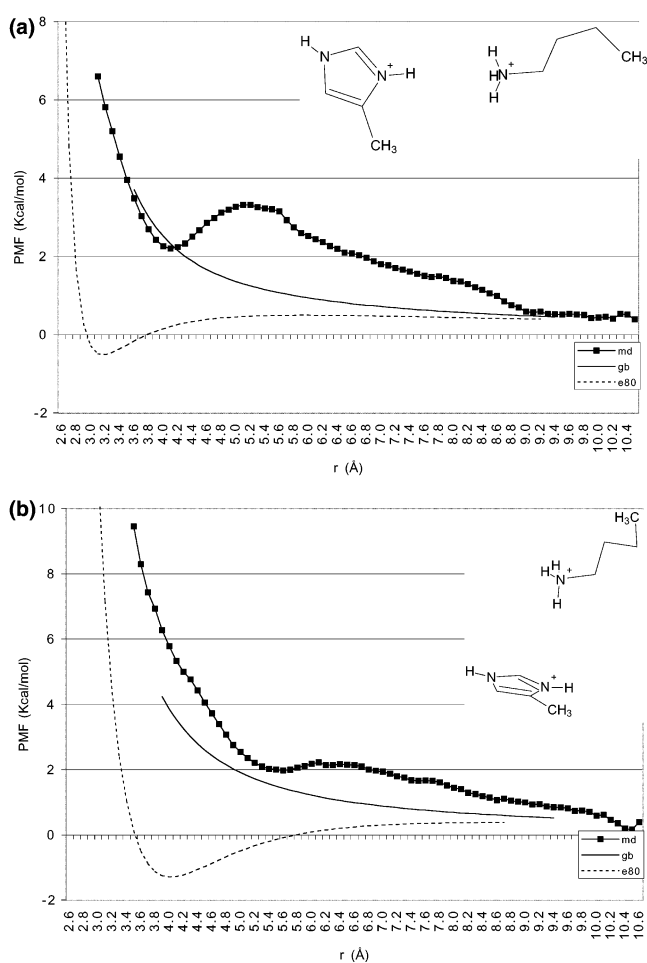 (a)
8
6
4
2
0
-2
PMF (Kcal/mol)
H
N
+
N
H
CH3
H
+
H
N
H
CH3
md
gb
e80
2.6 2.8 3.0 3.2 3.4 3.6 3.8 4.0 4.2 4.4 4.6 4.8 5.0 5.2 5.4 5.6 5.8 6.0 6.2 6.4 6.6 6.8 7.0 7.2 7.4 7.6 7.8 8.0 8.2 8.4 8.6 8.8 9.0 9.2 9.4 9.6 9.8 10.0 10.2 10.4
r (Å)
(b)
10
8
6
4
2
0
-2
PMF (Kcal/mol)
H3C
H
H
N
+
H
H
N
+
N
H
CH3
md
gb
e80
2.6 2.8 3.0 3.2 3.4 3.6 3.8 4.0 4.2 4.4 4.6 4.8 5.0 5.2 5.4 5.6 5.8 6.0 6.2 6.4 6.6 6.8 7.0 7.2 7.4 7.6 7.8 8.0 8.2 8.4 8.6 8.8 9.0 9.2 9.4 9.6 9.8 10.0 10.2 10.4 10.6
r (Å)